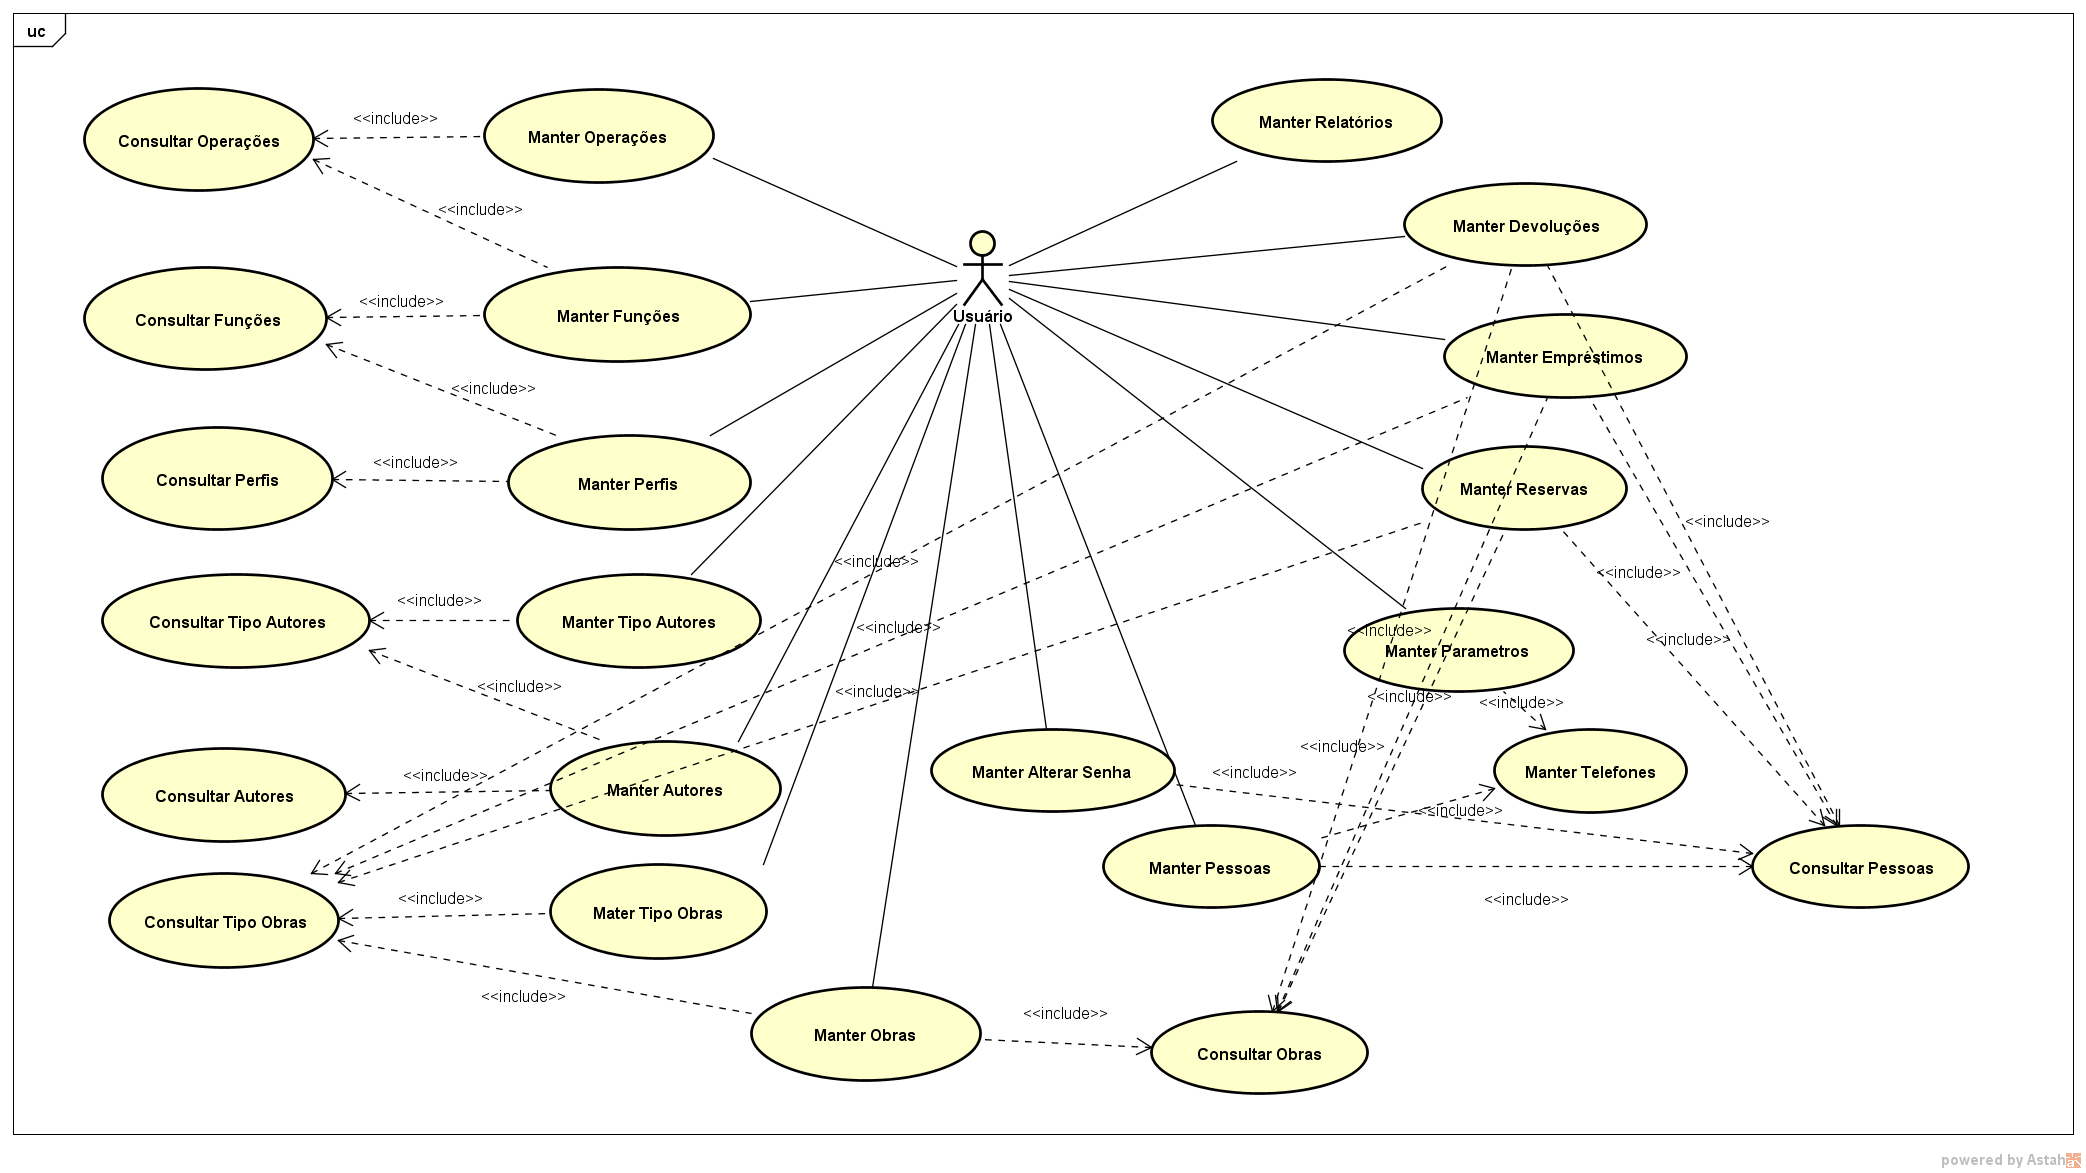 uc
Manter Relatórios
<<include>>
Consultar Operações
Manter Operações
<<include>>
Manter Devoluções
Usuário
<<include>>
Consultar Funções
Manter Funções
Manter Empréstimos
<<include>>
<<include>>
Consultar Perfis
Manter Perfis
Manter Reservas
<<include>>
<<include>>
<<include>>
<<include>>
Consultar Tipo Autores
Manter Tipo Autores
<<include>>
<<include>>
<<include>>
Manter Parametros
<<include>>
<<include>>
<<include>>
<<include>>
<<include>>
<<include>>
Manter Alterar Senha
Manter Telefones
<<include>>
Consultar Autores
Manter Autores
<<include>>
Manter Pessoas
Consultar Pessoas
<<include>>
<<include>>
Consultar Tipo Obras
Mater Tipo Obras
<<include>>
<<include>>
Manter Obras
Consultar Obras
powered by Astah